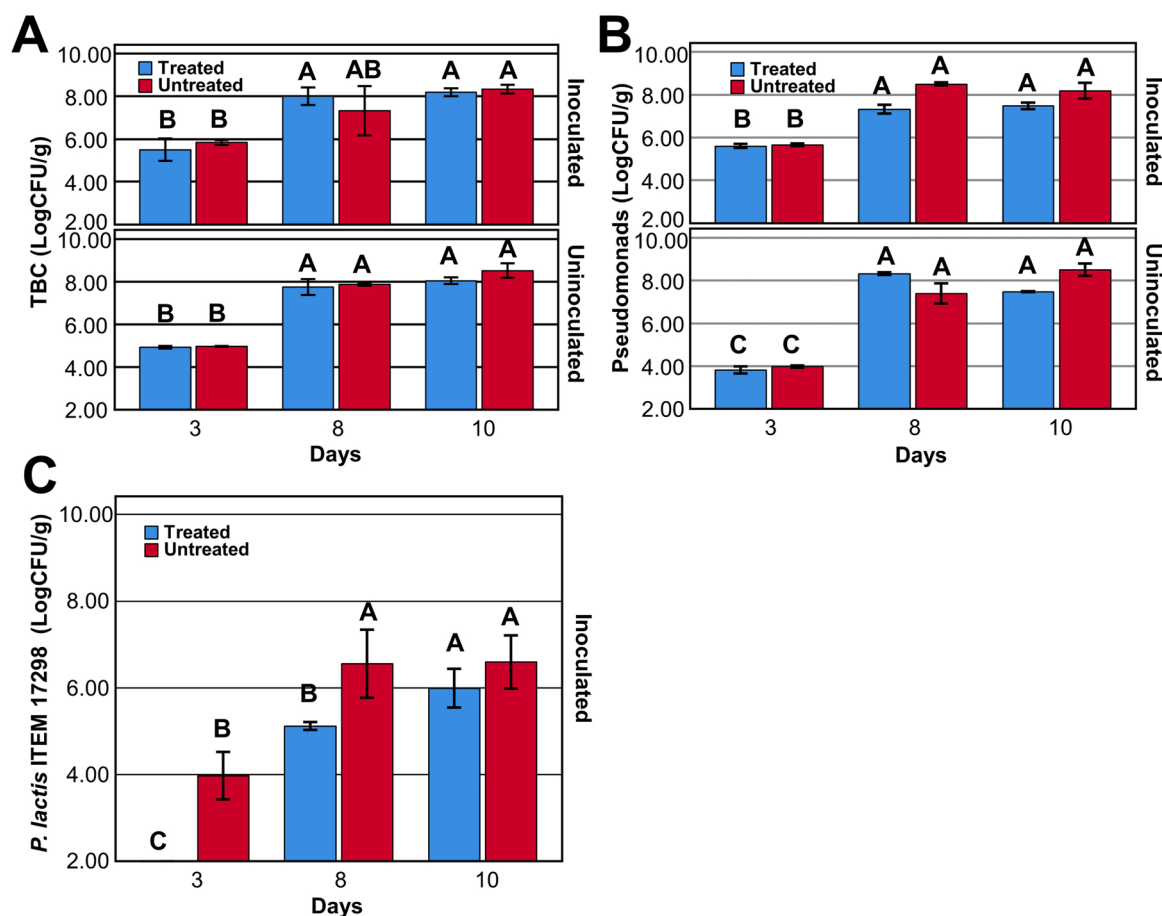 A
TBC (LogCFU/g)
10.00
8.00
6.00
4.00
2.00
Treated
Untreated
B
B
A
AB
A
A
Inoculated
10.00
8.00
6.00
4.00
2.00
B
B
A
A
A
A
Uninoculated
3
8
10
Days
B
Pseudomonads (LogCFU/g)
10.00
8.00
6.00
4.00
2.00
Treated
Untreated
B
B
A
A
A
A
Inoculated
10.00
8.00
6.00
4.00
2.00
C
C
A
A
A
A
Uninoculated
3
8
10
Days
C
P. lactis ITEM 17298 (LogCFU/g)
10.00
8.00
6.00
4.00
2.00
Treated
Untreated
C
B
B
A
A
A
Inoculated
3
8
10
Days